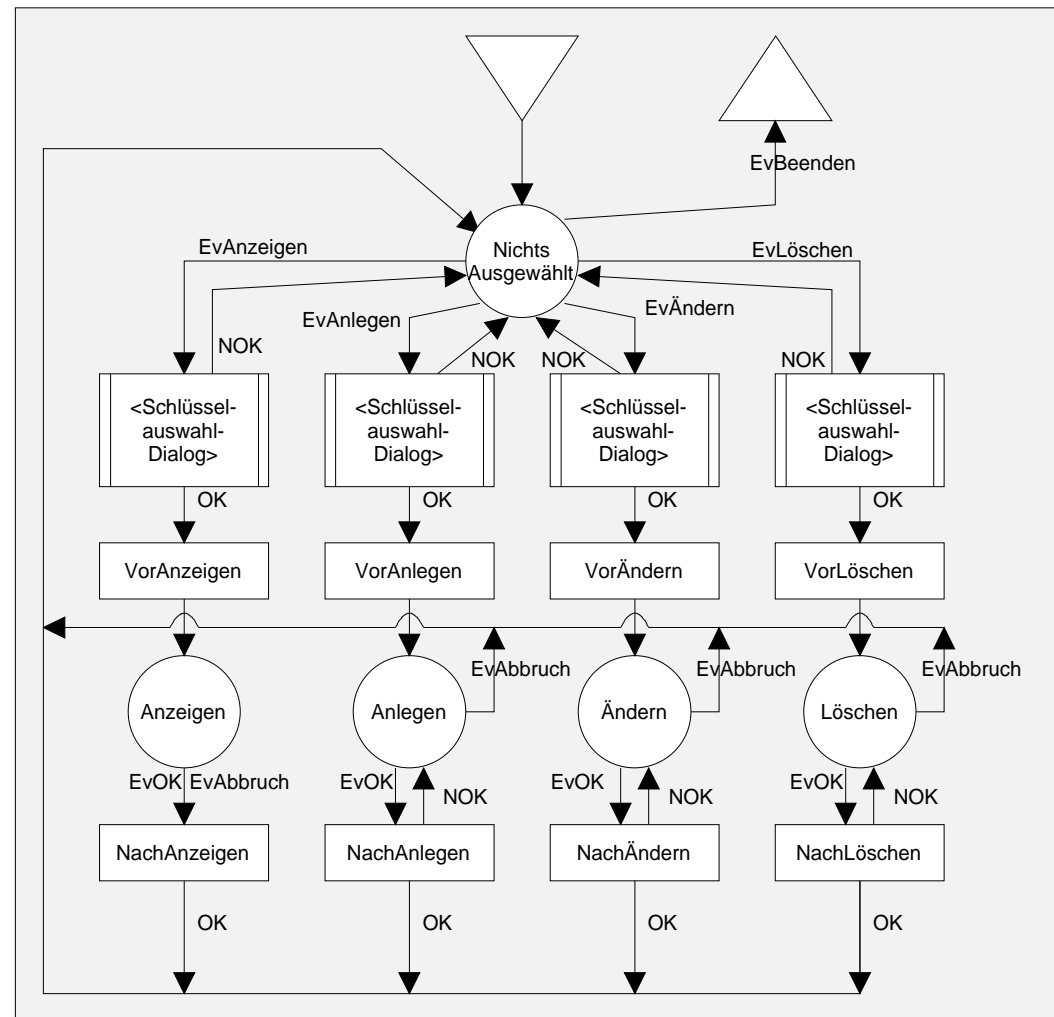 EvBeenden
Nichts
Ausgewählt
EvAnzeigen
EvLöschen
EvAnlegen
EvÄndern
NOK
NOK
NOK
NOK
<Schlüssel-
auswahl-
Dialog>
<Schlüssel-
auswahl-
Dialog>
<Schlüssel-
auswahl-
Dialog>
<Schlüssel-
auswahl-
Dialog>
OK
OK
OK
OK
VorAnzeigen
VorAnlegen
VorÄndern
VorLöschen
EvAbbruch
EvAbbruch
EvAbbruch
Anzeigen
Anlegen
Ändern
Löschen
EvOK
EvAbbruch
EvOK
NOK
EvOK
NOK
EvOK
NOK
NachAnzeigen
NachAnlegen
NachÄndern
NachLöschen
OK
OK
OK
OK